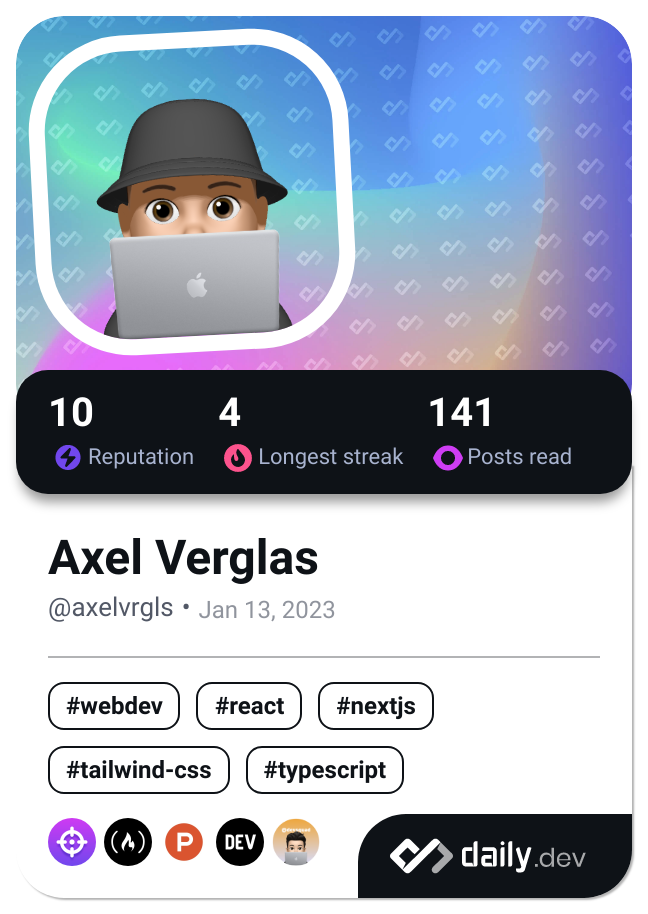 10 4 141
Reputation Longest streak Posts read
Axel Verglas
@axelvrgls • Jan 13, 2023
#webdev #react #nextjs
#tailwind-css #typescript
P DEV
daily.dev